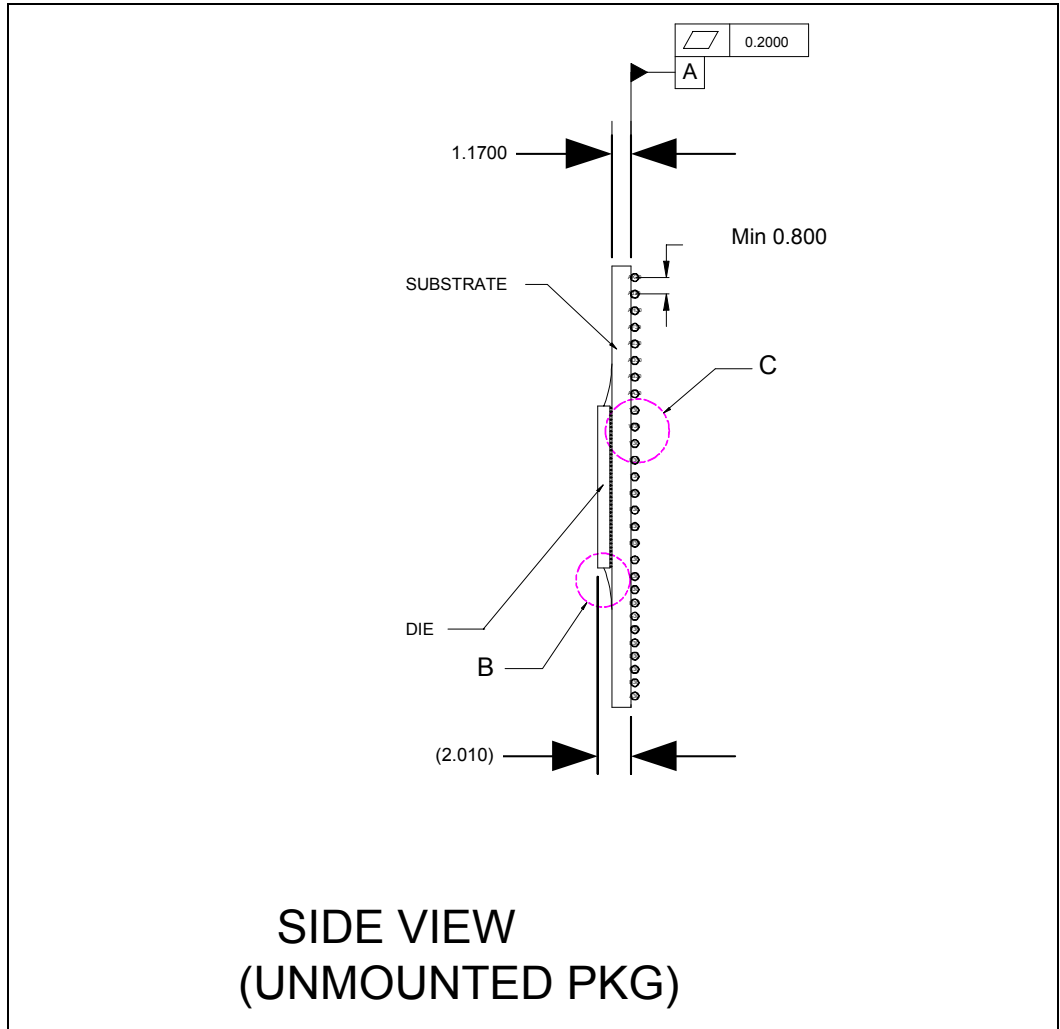 0.2000
A
1.1700
Min 0.800
SUBSTRATE
C
DIE
B
(2.010)
SIDE VIEW
(UNMOUNTED PKG)